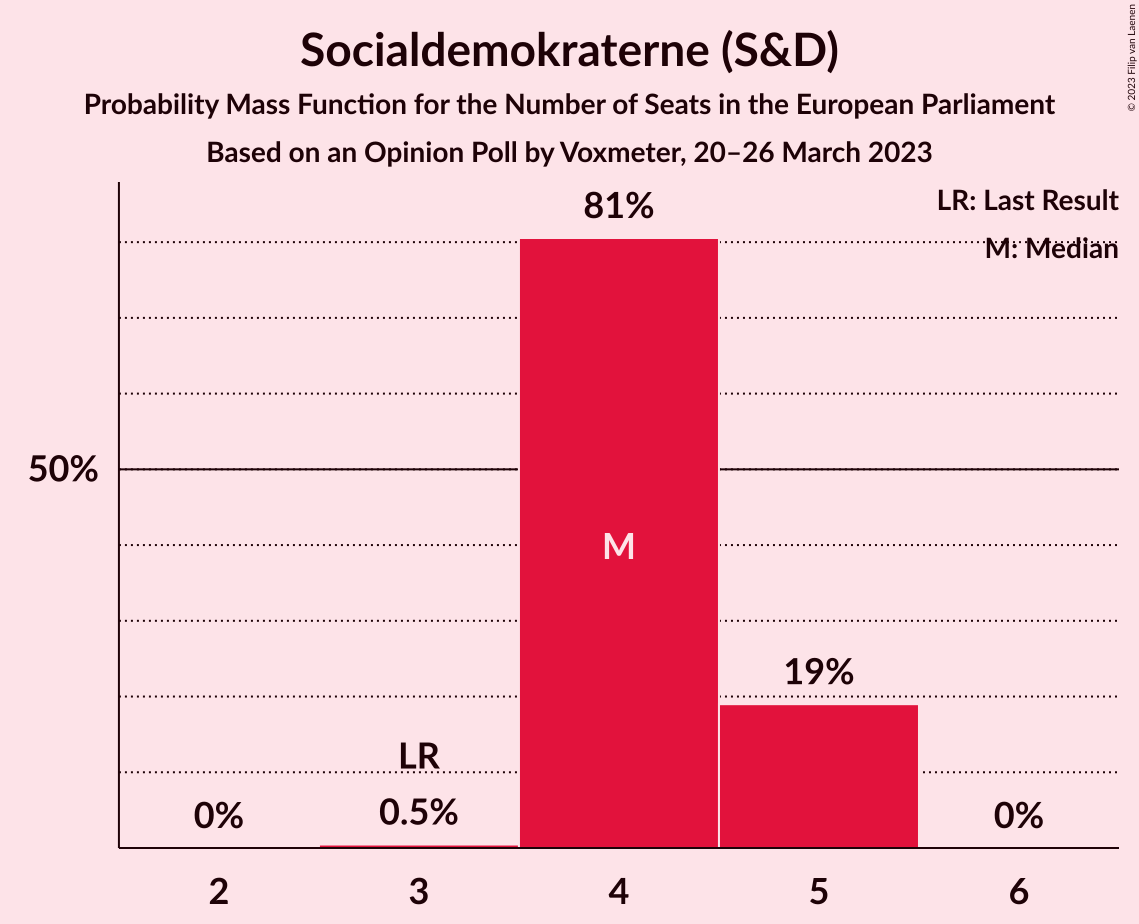 Socialdemokraterne (S&D)
Probability Mass Function for the Number of Seats in the European Parliament
Based on an Opinion Poll by Voxmeter, 20–26 March 2023
© 2023 Filip van Laenen
LR: Last Result
M: Median
81%
50%
M
19%
LR
0%
0.5%
0%
2
3
4
5
6